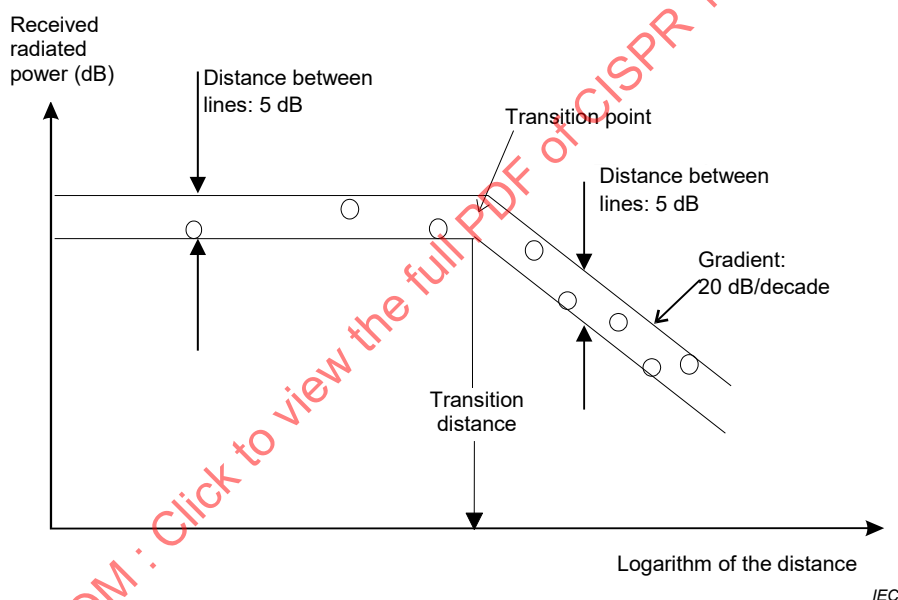 Received
radiated
power (dB)
Distance between
lines: 5 dB
Transition point
Distance between
lines: 5 dB
Gradient:
20 dB/decade
Transition
distance
Logarithm of the distance
IEC
OM : Click to view the full PDF of CISPR